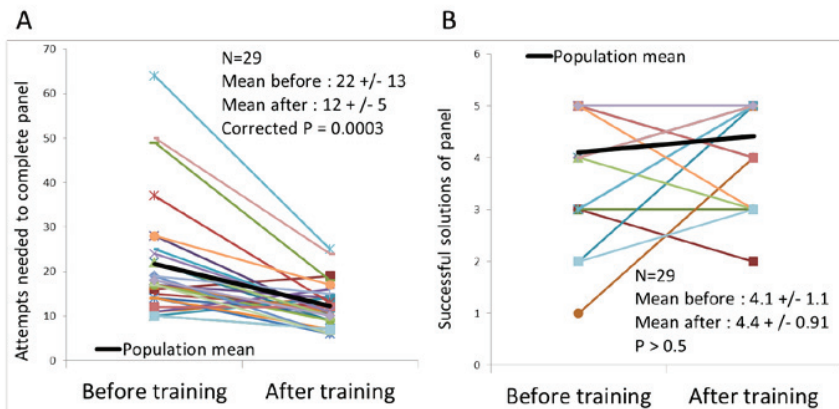 A
Attempts needed to complete panel
70
60
50
40
30
20
10
0
N=29
Mean before : 22 +/- 13
Mean after : 12 + /- 5
Corrected P = 0.0003
Population mean
Before training
After training
B
Successful solutions of panel
6
5
4
3
2
1
0
Population mean
N=29
Mean before : 4.1 +/- 1.1
Mean after : 4.4 + /- 0.91
P > 0.5
Before training
After training